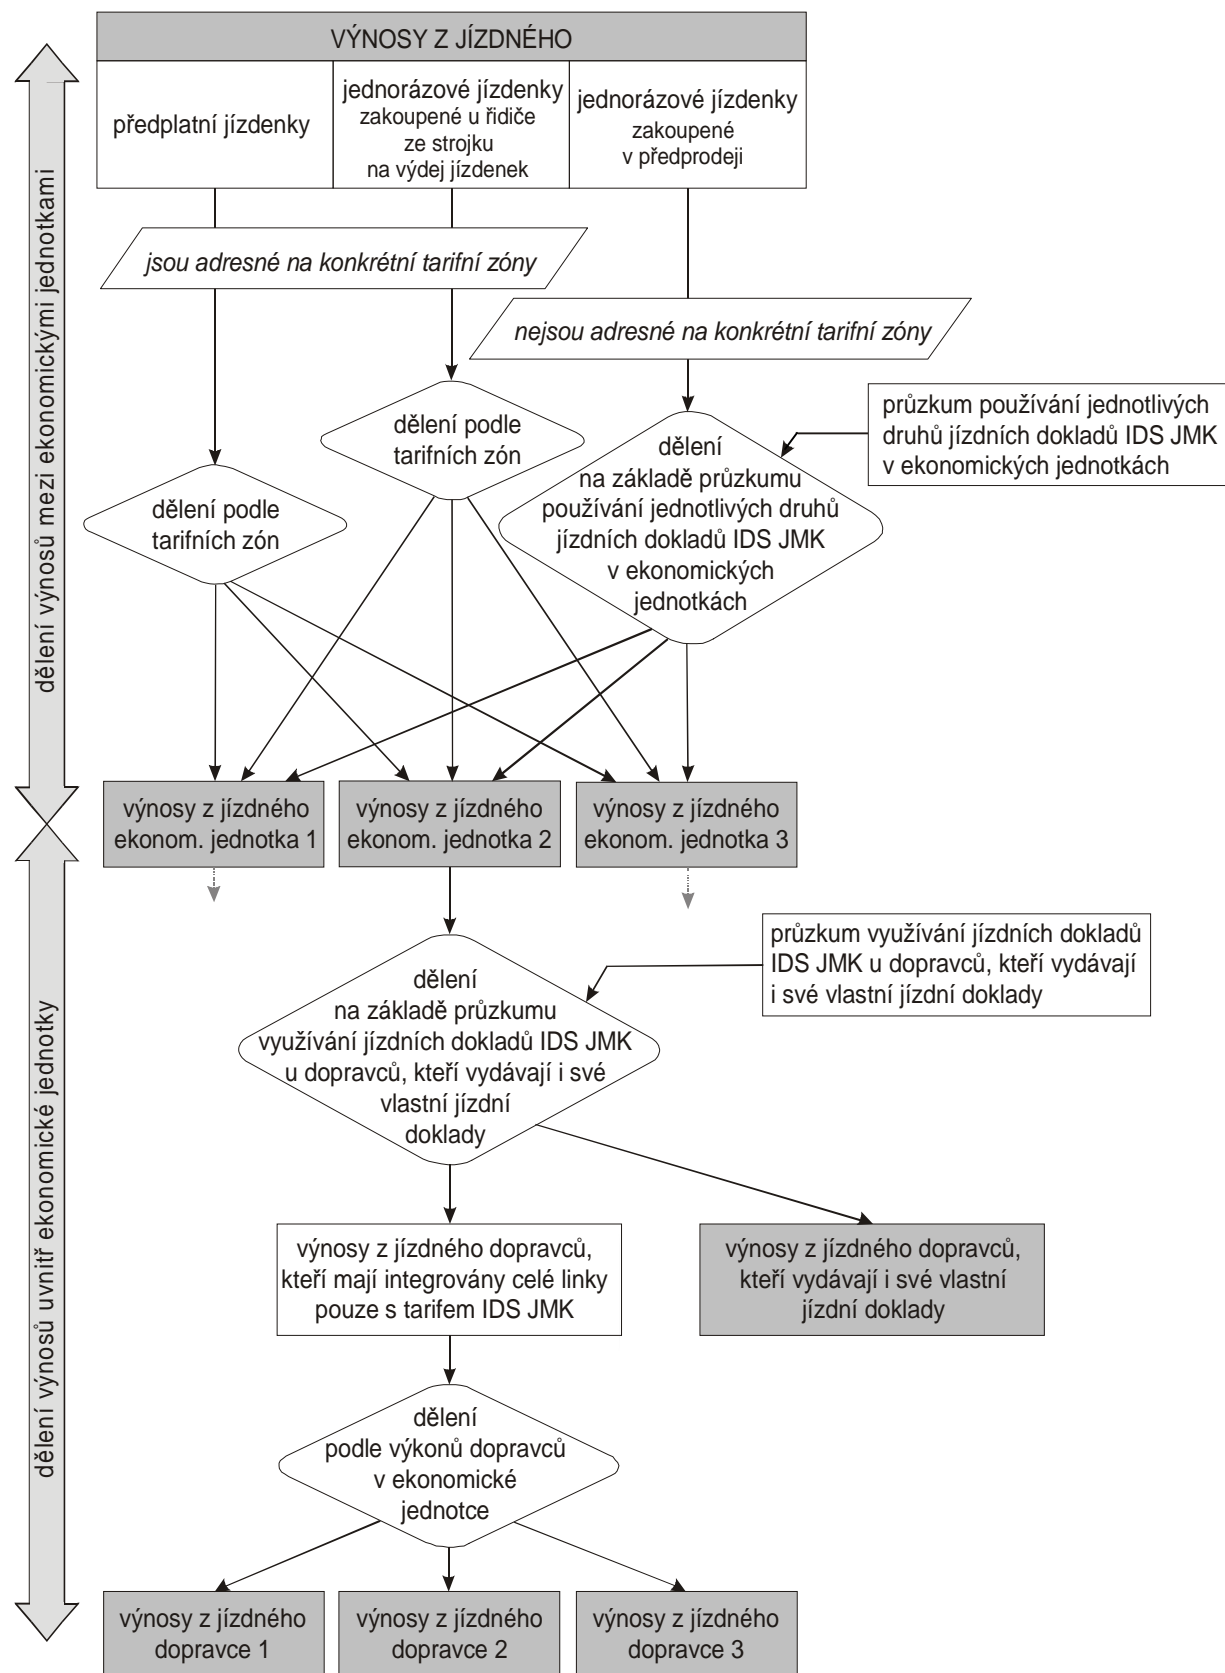 VÝNOSY Z JÍZDNÉHO
předplatní jízdenky
jednorázové jízdenky
zakoupené u řidiče
ze strojku
na výdej jízdenek
jednorázové jízdenky
zakoupené
v předprodeji
jsou adresné na konkrétní tarifní zóny
nejsou adresné na konkrétní tarifní zóny
dělení podle
tarifních zón
dělení podle
tarifních zón
dělení
na základě průzkumu
používání jednotlivých druhů
jízdních dokladů IDS JMK
v ekonomických
jednotkách
průzkum používání jednotlivých
druhů jízdních dokladů IDS JMK
v ekonomických jednotkách
dělení výnosů mezi ekonomickými jednotkami
výnosy z jízdného
ekonom. jednotka 1
výnosy z jízdného
ekonom. jednotka 2
výnosy z jízdného
ekonom. jednotka 3
dělení
na základě průzkumu
využívání jízdních dokladů IDS JMK
u dopravců, kteří vydávají i své
vlastní jízdní
doklady
průzkum využívání jízdních dokladů
IDS JMK u dopravců, kteří vydávají
i své vlastní jízdní doklady
dělení výnosů uvnitř ekonomické jednotky
výnosy z jízdného dopravců,
kteří mají integrovány celé linky
pouze s tarifem IDS JMK
výnosy z jízdného dopravců,
kteří vydávají i své vlastní
jízdní doklady
dělení
podle výkonů dopravců
v ekonomické
jednotce
výnosy z jízdného
dopravce 1
výnosy z jízdného
dopravce 2
výnosy z jízdného
dopravce 3